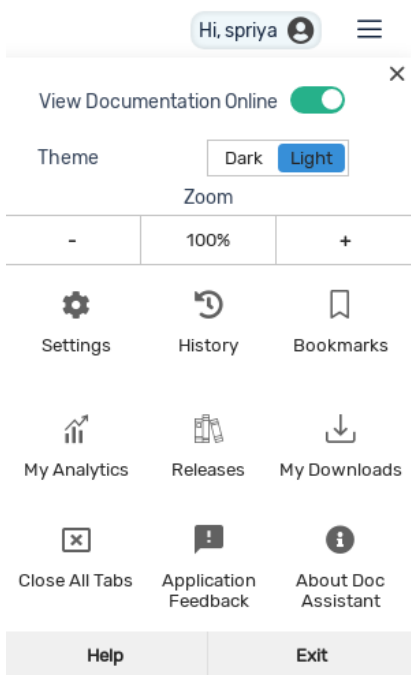 Hi, spriya
View Documentation Online
Theme Dark Light
Zoom
- 100% +
Settings History Bookmarks
My Analytics Releases My Downloads
Close All Tabs Application About Doc
Feedback Assistant
Help Exit